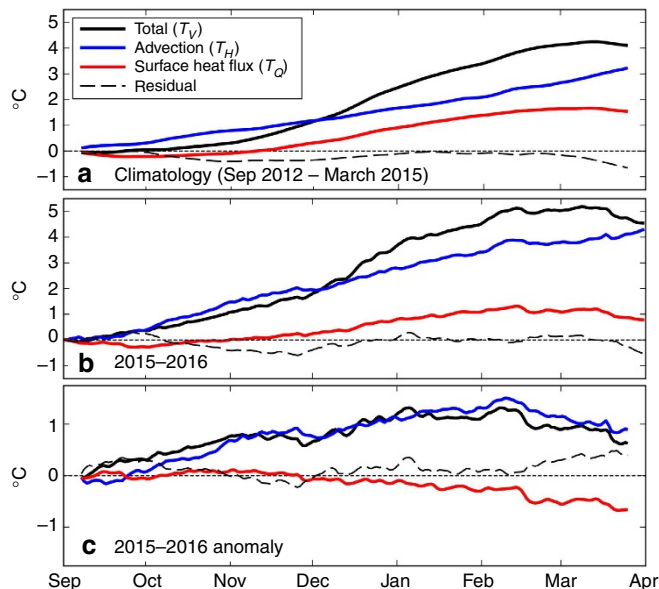 Total (T_V)
Advection (T_H)
Surface heat flux (T_Q)
Residual
°C
5
4
3
2
1
0
−1
a Climatology (Sep 2012 – March 2015)
°C
5
4
3
2
1
0
−1
b 2015–2016
°C
1
0
−1
c 2015–2016 anomaly
Sep Oct Nov Dec Jan Feb Mar Apr